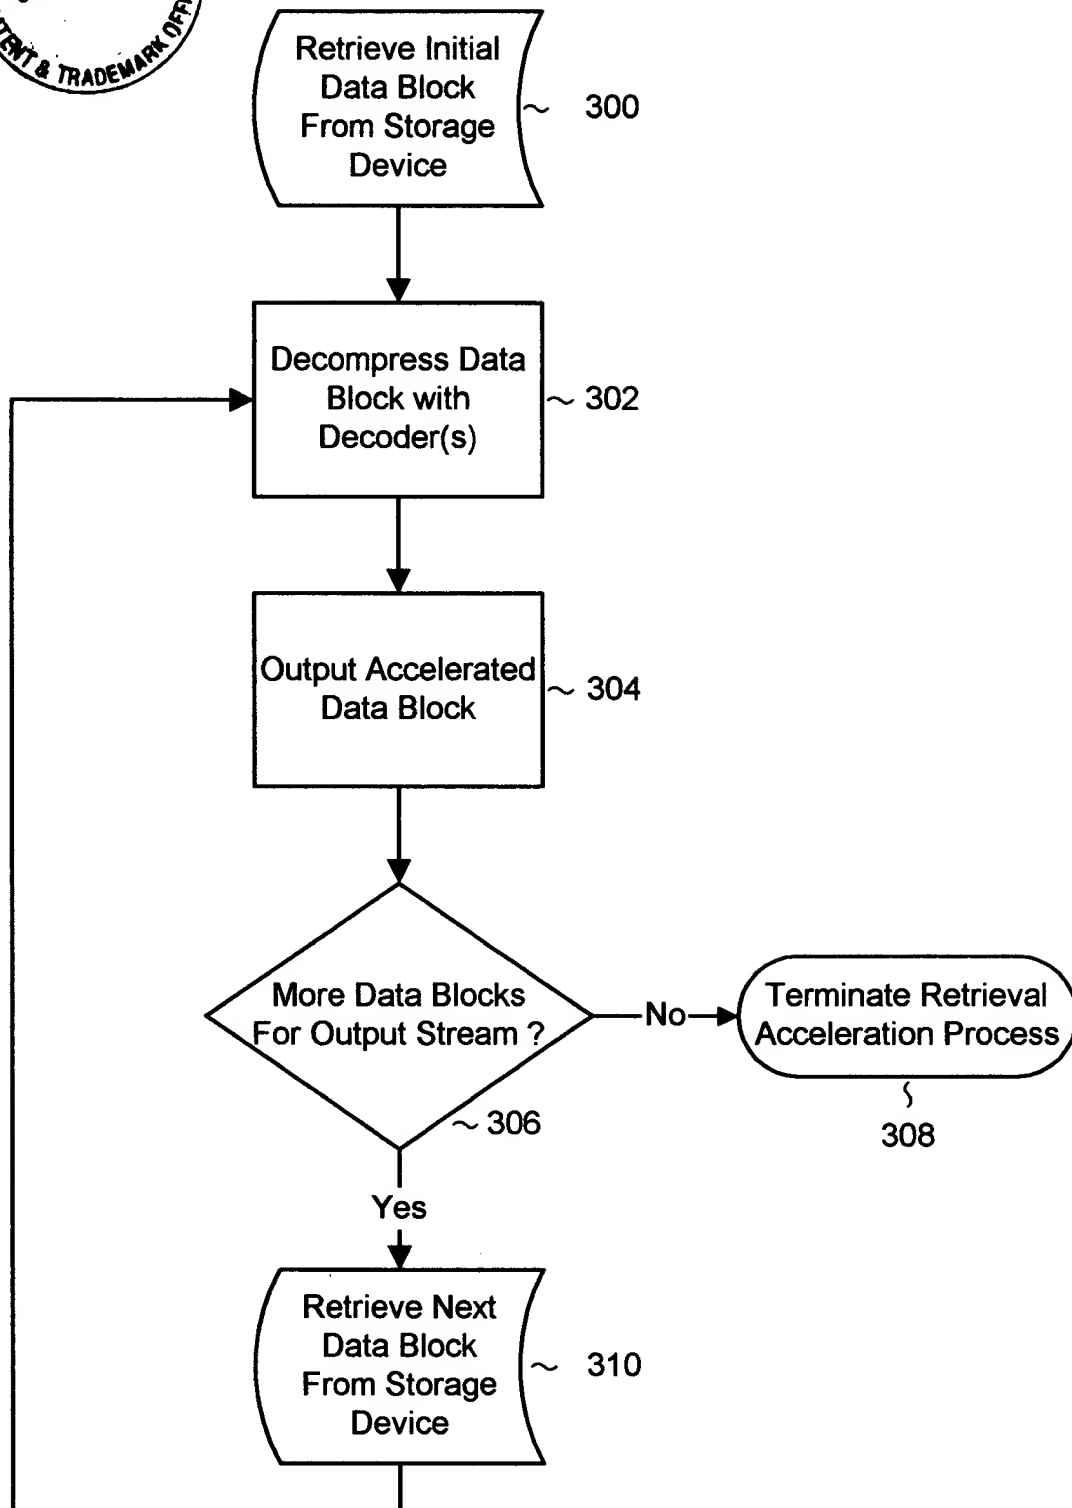 TENT & TRADEMARK OFF
Retrieve Initial
Data Block
From Storage
Device
300
Decompress Data
Block with
Decoder(s)
302
Output Accelerated
Data Block
304
More Data Blocks
For Output Stream ?
306
No
Terminate Retrieval
Acceleration Process
308
Yes
Retrieve Next
Data Block
From Storage
Device
310